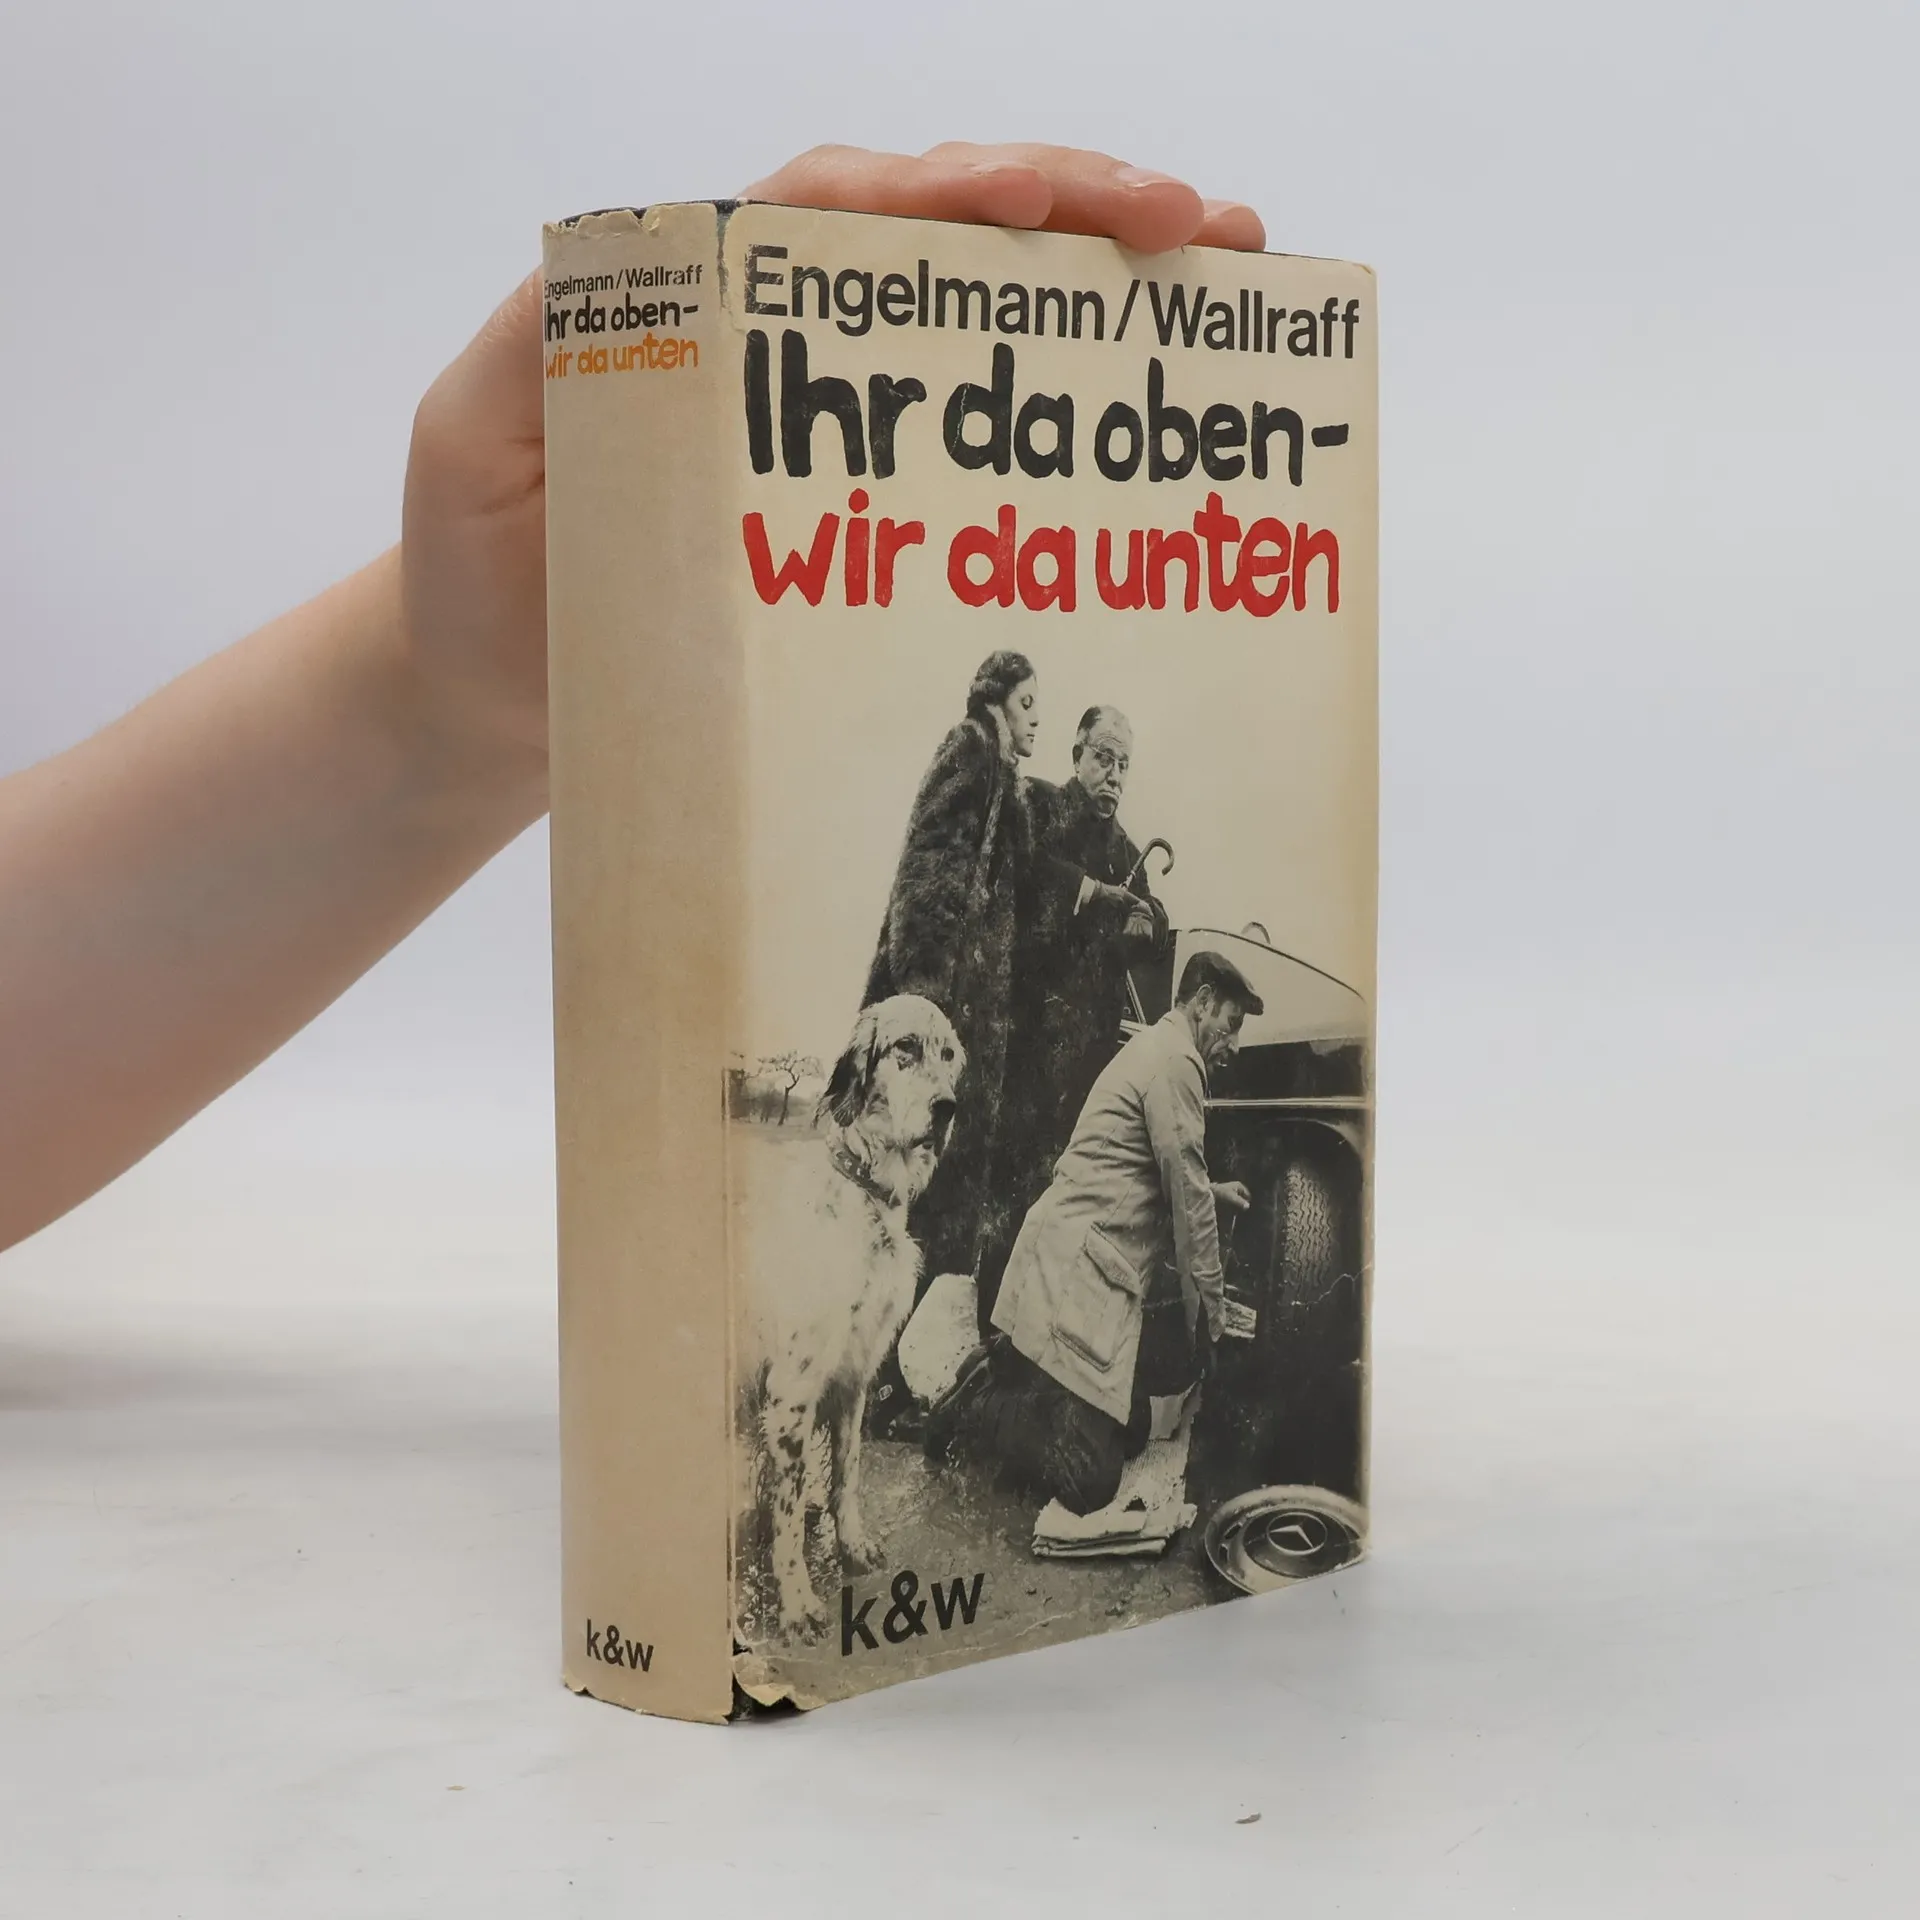 Engelmann/Wallraff
Ihr da oben-
wir da unten
k&w
Engelmann/Wallraff
Ihr da oben-
wir da unten
k&w